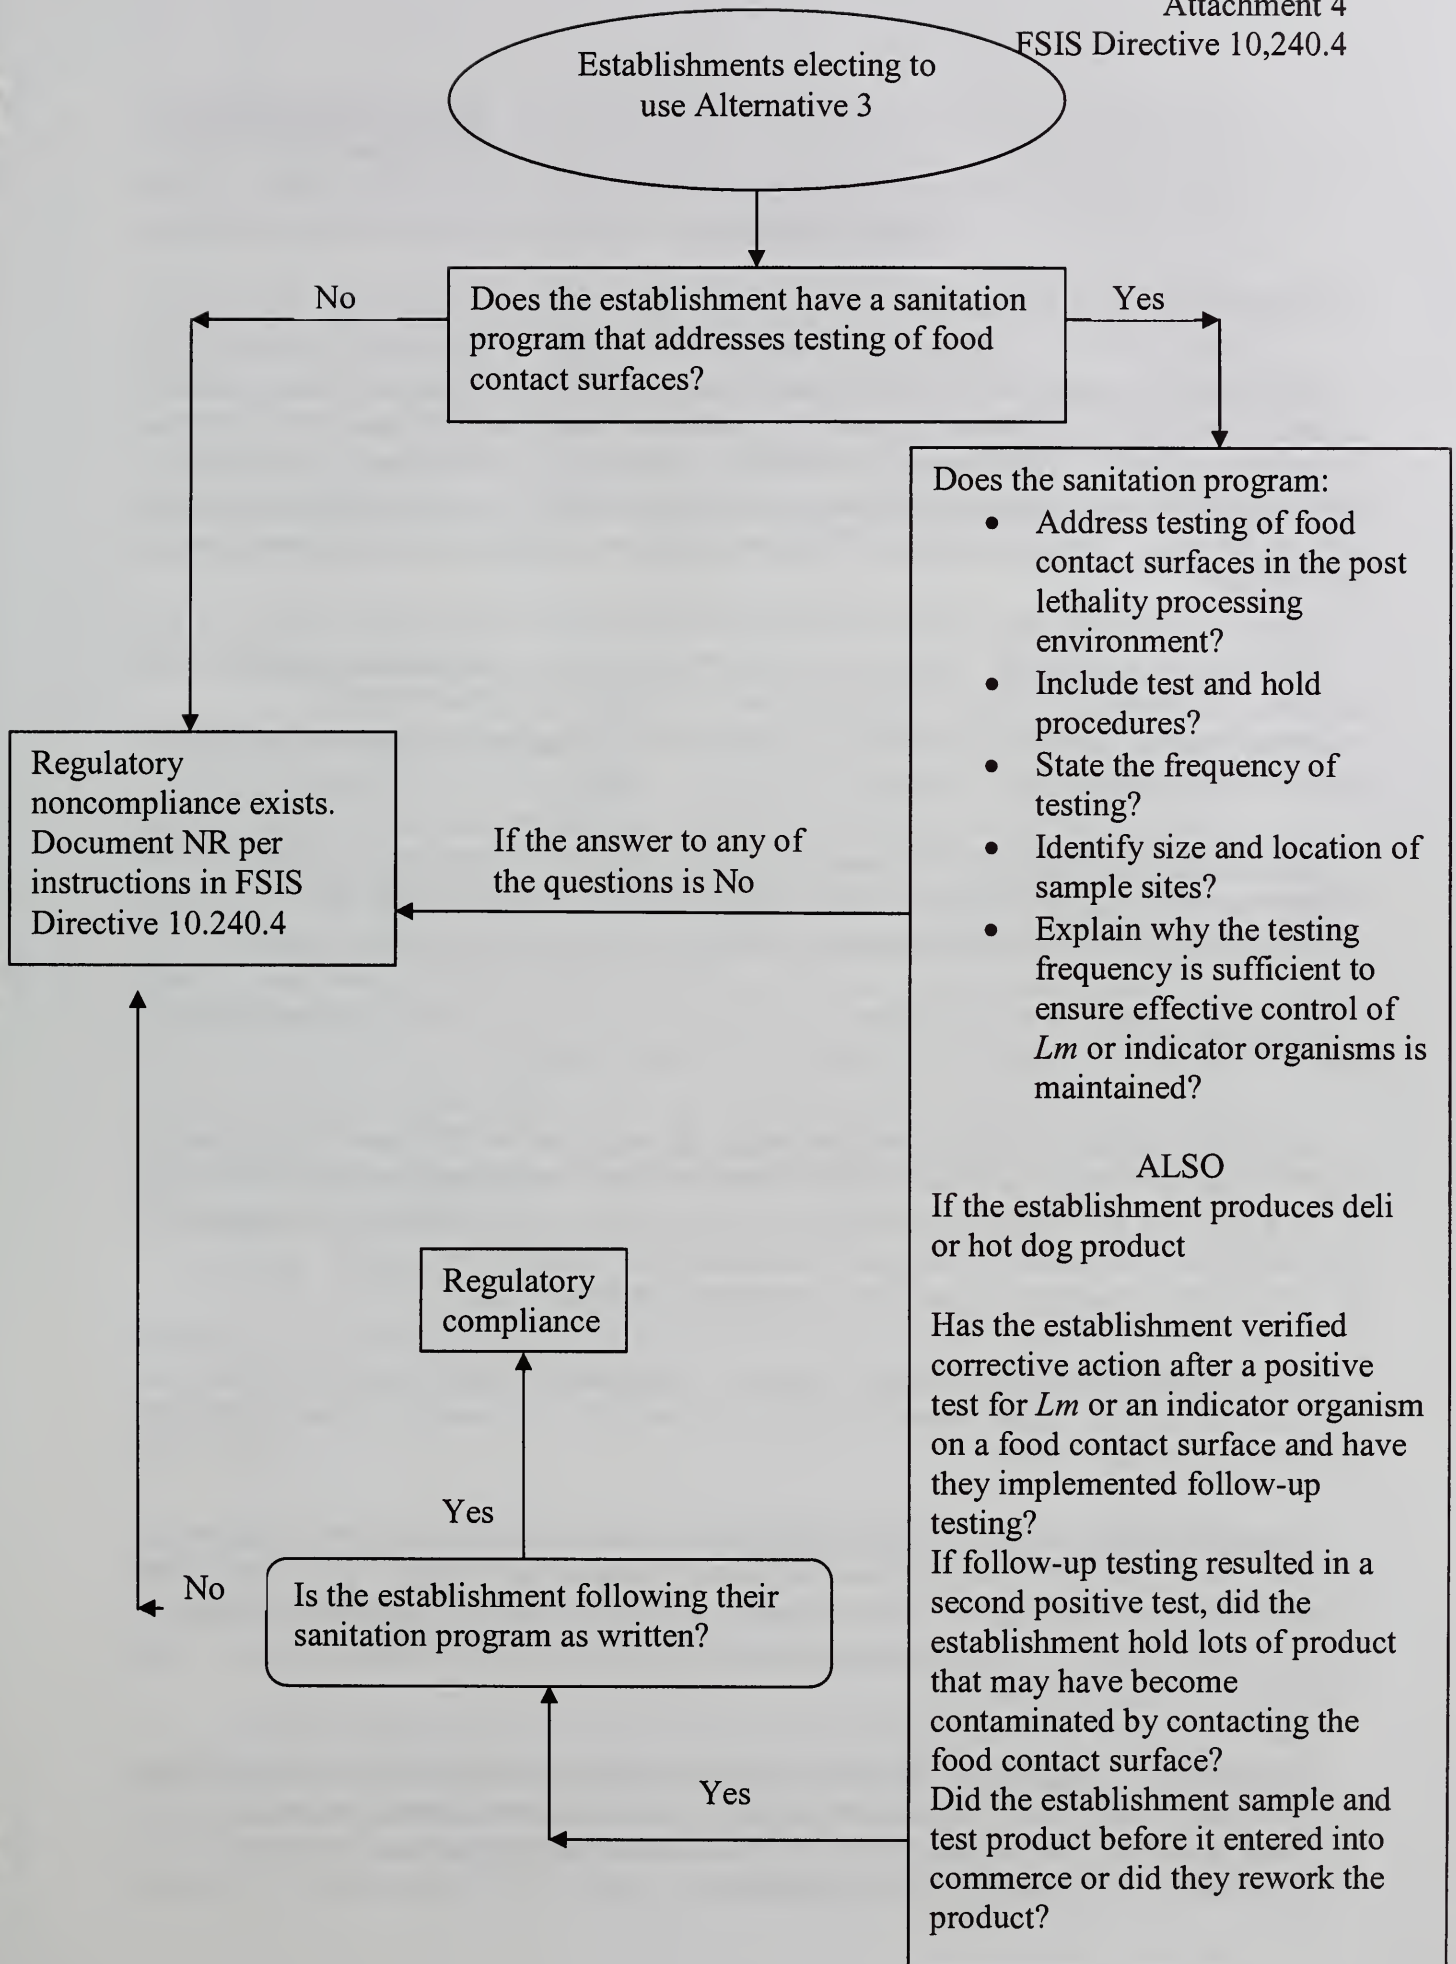 Attachment 4
FSIS Directive 10,240.4
Establishments electing to
use Alternative 3
No
Does the establishment have a sanitation
program that addresses testing of food
contact surfaces?
Yes
Does the sanitation program:
• Address testing of food
contact surfaces in the post
lethality processing
environment?
• Include test and hold
procedures?
• State the frequency of
testing?
• Identify size and location of
sample sites?
• Explain why the testing
frequency is sufficient to
ensure effective control of
Lm or indicator organisms is
maintained?
ALSO
If the establishment produces deli
or hot dog product
Has the establishment verified
corrective action after a positive
test for Lm or an indicator organism
on a food contact surface and have
they implemented follow-up
testing?
If follow-up testing resulted in a
second positive test, did the
establishment hold lots of product
that may have become
contaminated by contacting the
food contact surface?
Did the establishment sample and
test product before it entered into
commerce or did they rework the
product?
If the answer to any of
the questions is No
Regulatory
noncompliance exists.
Document NR per
instructions in FSIS
Directive 10.240.4
Yes
Is the establishment following their
sanitation program as written?
No
Yes
Regulatory
compliance